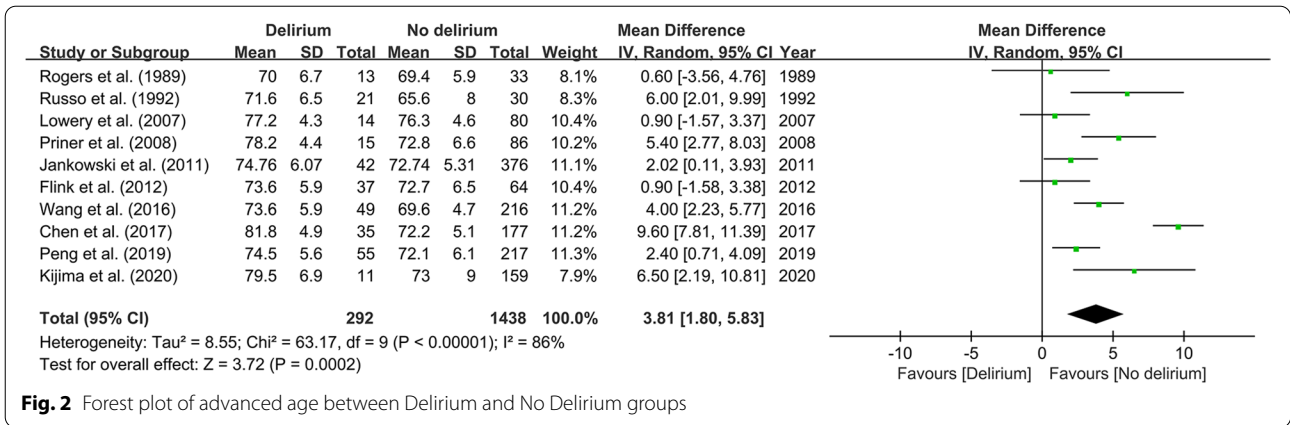 Delirium No delirium Mean Difference Mean Difference
Study or Subgroup Mean SD Total Mean SD Total Weight IV, Random, 95% CI Year IV, Random, 95% CI
Rogers et al. (1989) 70 6.7 13 69.4 5.9 33 8.1% 0.60 [-3.56, 4.76] 1989
Russo et al. (1992) 71.6 6.5 21 65.6 8 30 8.3% 6.00 [2.01, 9.99] 1992
Lowery et al. (2007) 77.2 4.3 14 76.3 4.6 80 10.4% 0.90 [-1.57, 3.37] 2007
Priner et al. (2008) 78.2 4.4 15 72.8 6.6 86 10.2% 5.40 [2.77, 8.03] 2008
Jankowski et al. (2011) 74.76 6.07 42 72.74 5.31 376 11.1% 2.02 [0.11, 3.93] 2011
Flink et al. (2012) 73.6 5.9 37 72.7 6.5 64 10.4% 0.90 [-1.58, 3.38] 2012
Wang et al. (2016) 73.6 5.9 49 69.6 4.7 216 11.2% 4.00 [2.23, 5.77] 2016
Chen et al. (2017) 81.8 4.9 35 72.2 5.1 177 11.2% 9.60 [7.81, 11.39] 2017
Peng et al. (2019) 74.5 5.6 55 72.1 6.1 217 11.3% 2.40 [0.71, 4.09] 2019
Kijima et al. (2020) 79.5 6.9 11 73 9 159 7.9% 6.50 [2.19, 10.81] 2020
Total (95% CI) 292 1438 100.0% 3.81 [1.80, 5.83]
Heterogeneity: Tau² = 8.55; Chi² = 63.17, df = 9 (P < 0.00001); I² = 86%
Test for overall effect: Z = 3.72 (P = 0.0002)
-10 -5 0 5 10
Favours [Delirium] Favours [No delirium]
Fig. 2 Forest plot of advanced age between Delirium and No Delirium groups